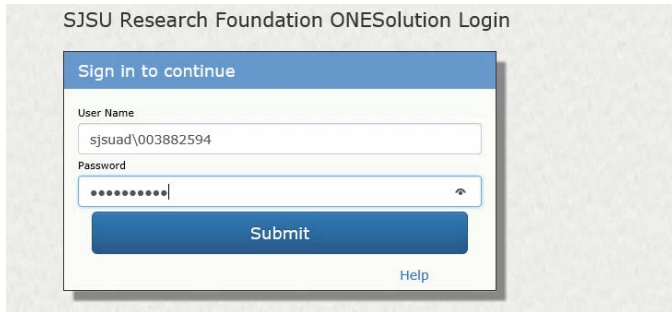 SJSU Research Foundation ONESolution Login
Sign in to continue
User Name
sjsuad\003882594
Password
••••••••••
Submit
Help